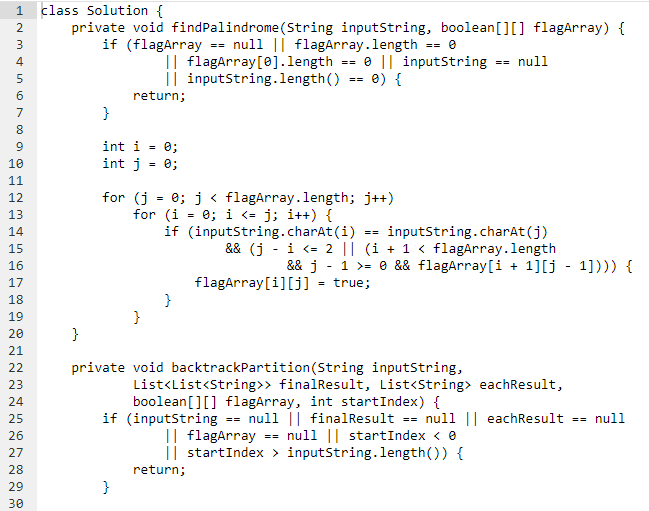 1 class Solution {
2     private void findPalindrome(String inputString, boolean[][] flagArray) {
3         if (flagArray == null || flagArray.length == 0
4                 || flagArray[0].length == 0 || inputString == null
5                 || inputString.length() == 0) {
6             return;
7         }
8
9         int i = 0;
10         int j = 0;
11
12         for (j = 0; j < flagArray.length; j++)
13             for (i = 0; i <= j; i++) {
14                 if (inputString.charAt(i) == inputString.charAt(j)
15                         && (j - i <= 2 || (i + 1 < flagArray.length
16                                 && j - 1 >= 0 && flagArray[i + 1][j - 1]))) {
17                     flagArray[i][j] = true;
18                 }
19             }
20     }
21
22     private void backtrackPartition(String inputString,
23             List<List<String>> finalResult, List<String> eachResult,
24             boolean[][] flagArray, int startIndex) {
25         if (inputString == null || finalResult == null || eachResult == null
26                 || flagArray == null || startIndex < 0
27                 || startIndex > inputString.length()) {
28             return;
29         }
30